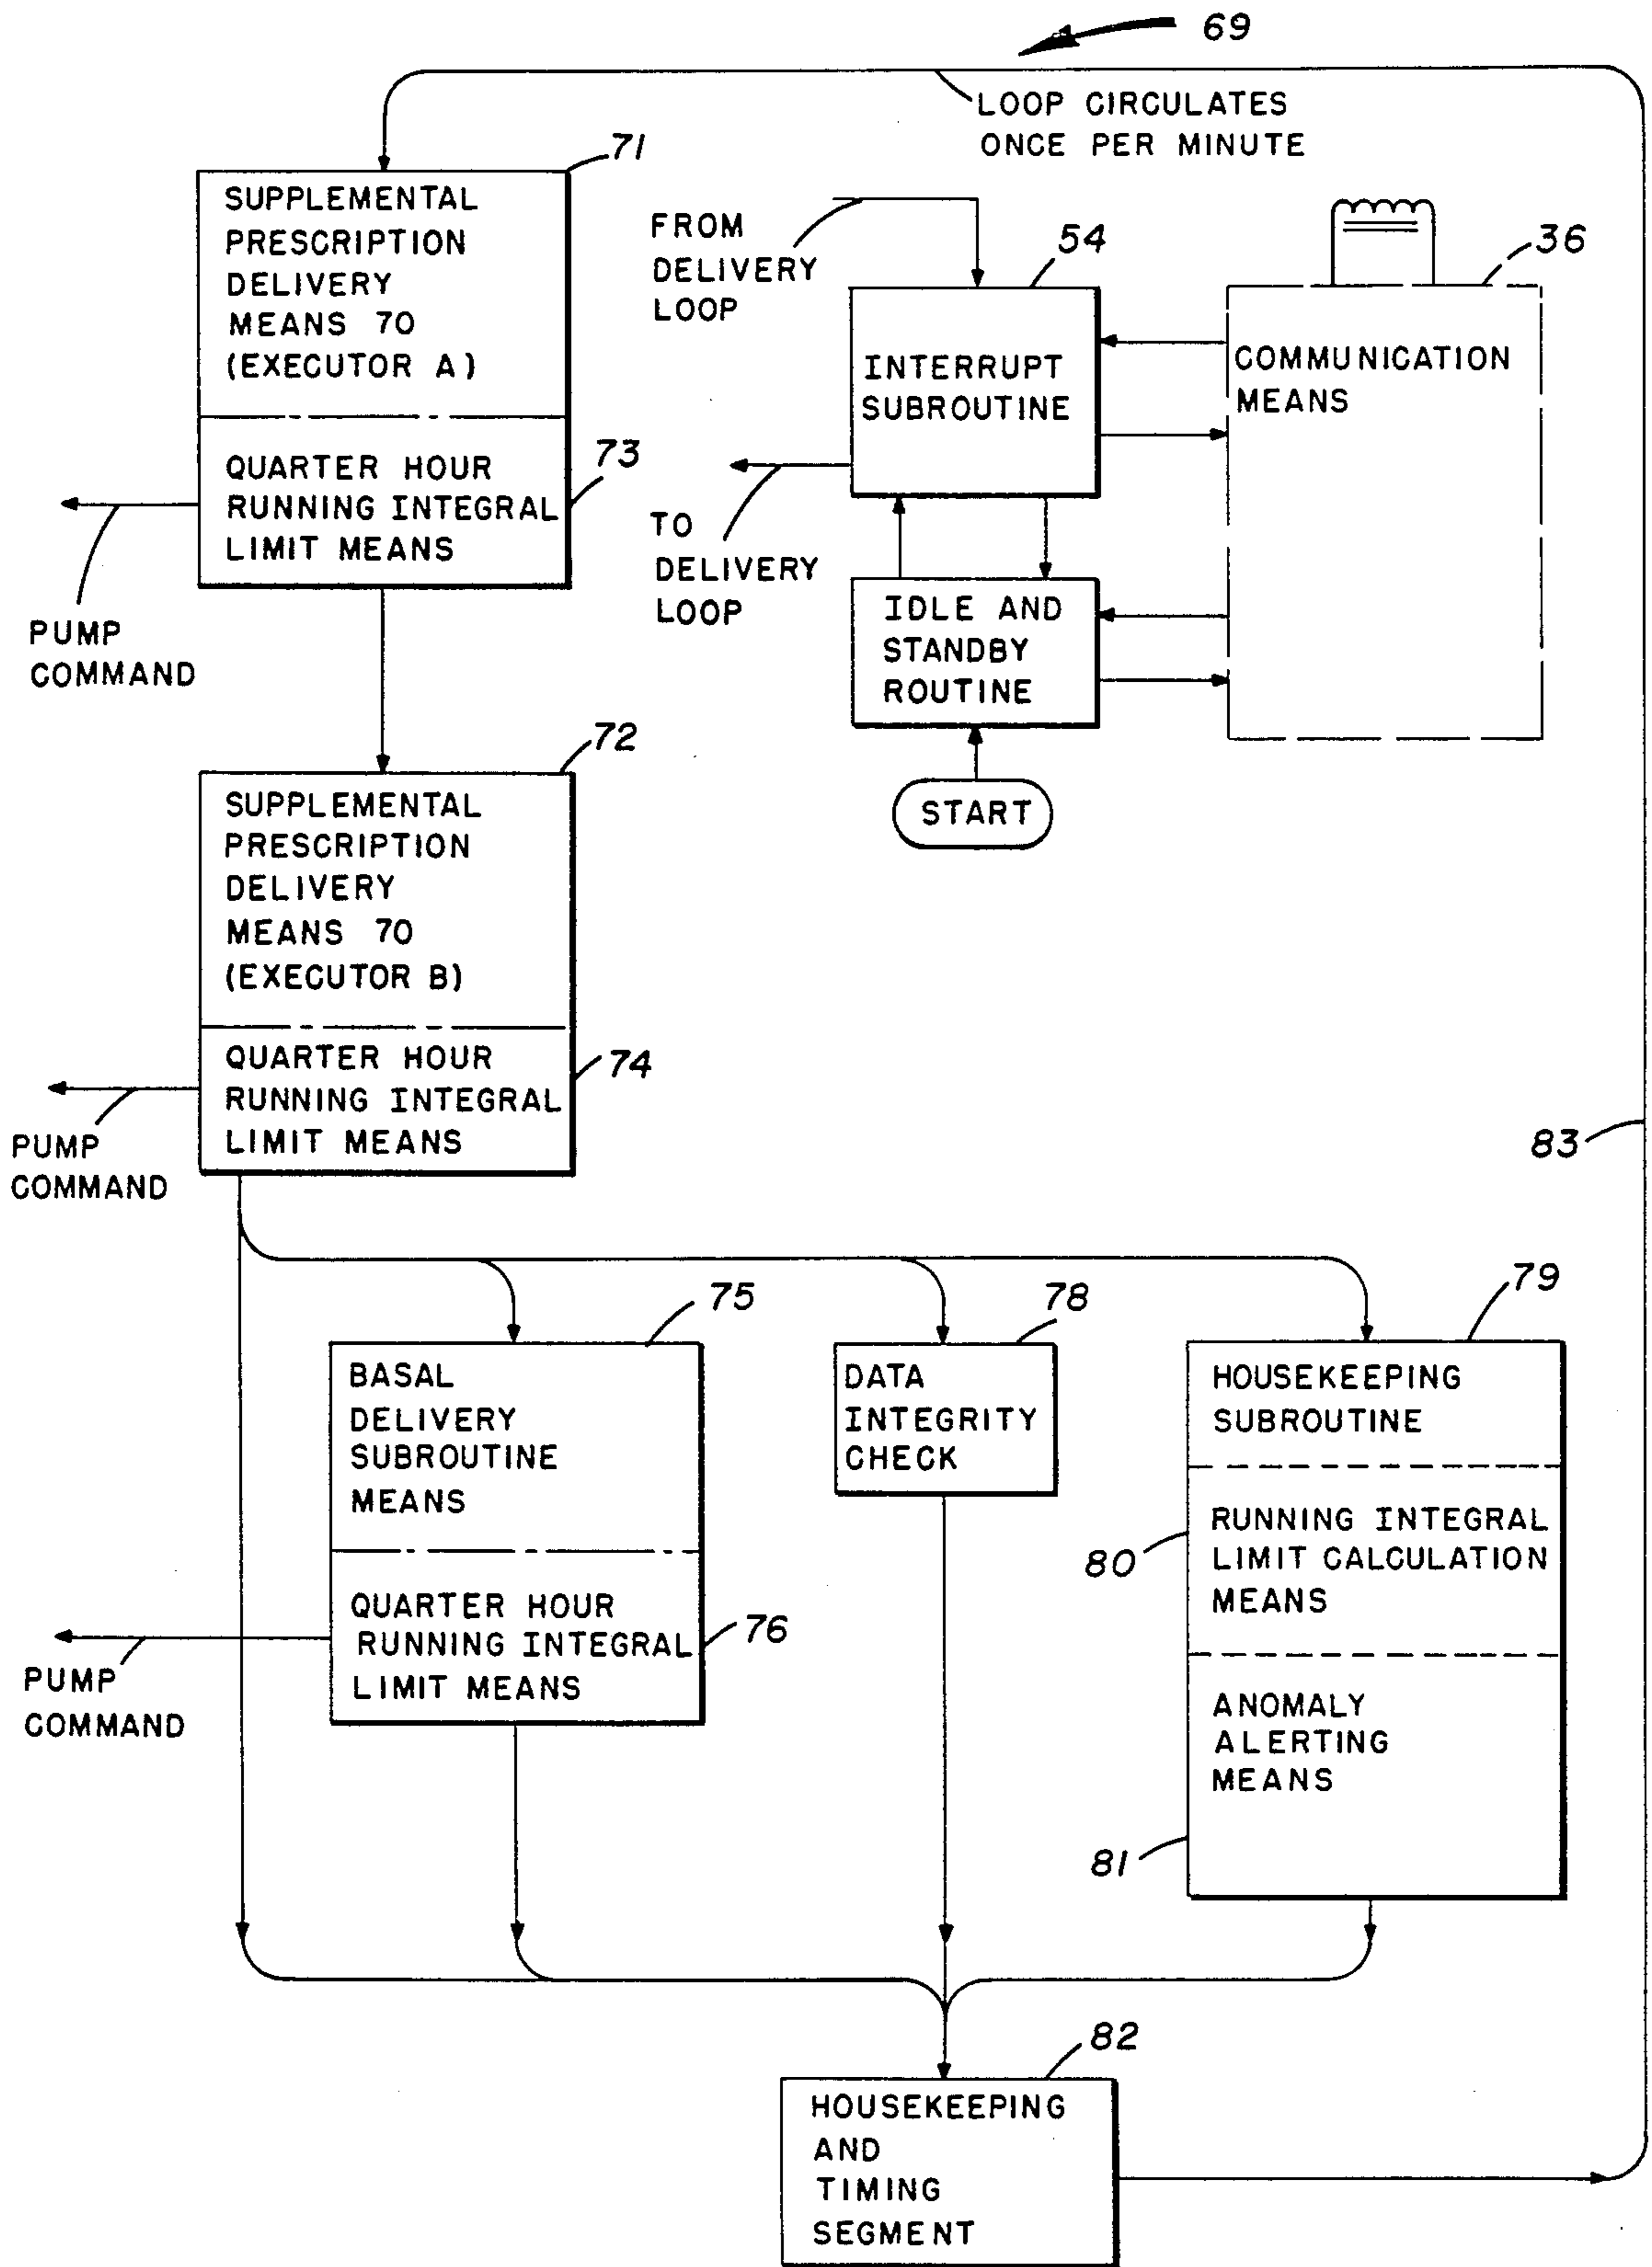 69
LOOP CIRCULATES
ONCE PER MINUTE
71
SUPPLEMENTAL
PRESCRIPTION
DELIVERY
MEANS 70
(EXECUTOR A)
QUARTER HOUR
RUNNING INTEGRAL
LIMIT MEANS
73
PUMP
COMMAND
FROM
DELIVERY
LOOP
54
INTERRUPT
SUBROUTINE
36
COMMUNICATION
MEANS
TO
DELIVERY
LOOP
IDLE AND
STANDBY
ROUTINE
START
72
SUPPLEMENTAL
PRESCRIPTION
DELIVERY
MEANS 70
(EXECUTOR B)
QUARTER HOUR
RUNNING INTEGRAL
LIMIT MEANS
74
PUMP
COMMAND
83
75
BASAL
DELIVERY
SUBROUTINE
MEANS
QUARTER HOUR
RUNNING INTEGRAL
LIMIT MEANS
76
PUMP
COMMAND
78
DATA
INTEGRITY
CHECK
79
HOUSEKEEPING
SUBROUTINE
80
RUNNING INTEGRAL
LIMIT CALCULATION
MEANS
ANOMALY
ALERTING
MEANS
81
82
HOUSEKEEPING
AND
TIMING
SEGMENT